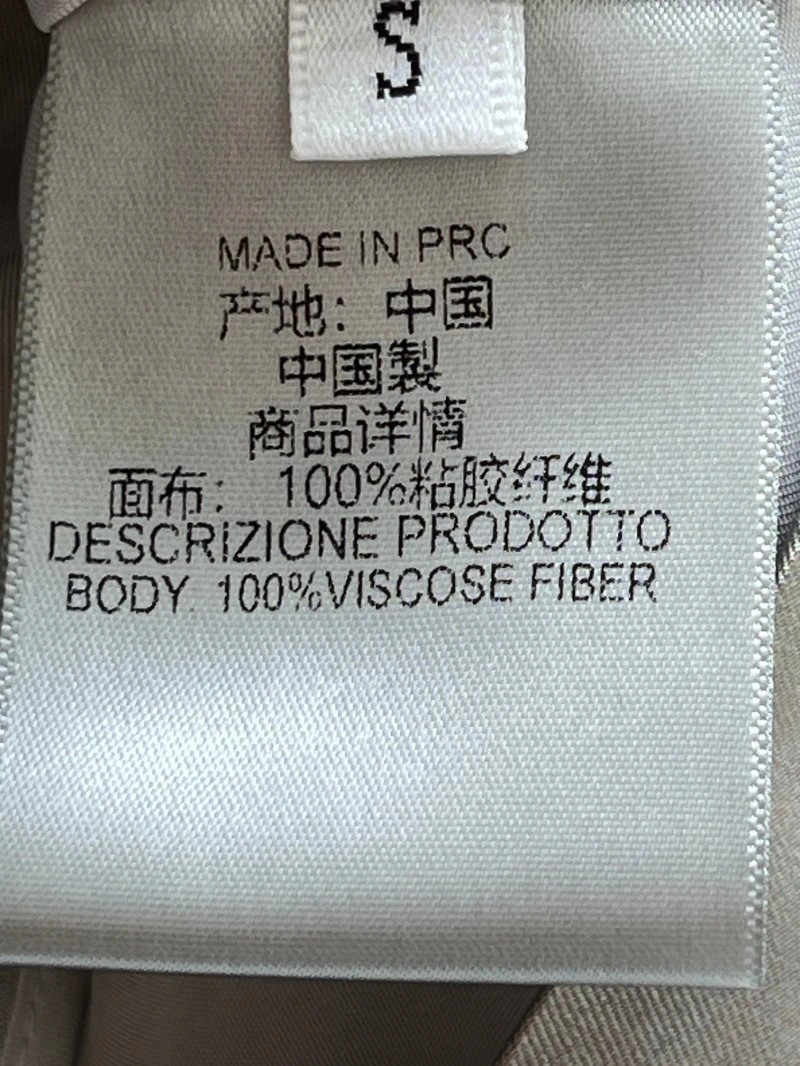 S
MADE IN PRC
产地：中国
中国製
商品详情
面布： 100%粘胶纤维
DESCRIZIONE PRODOTTO
BODY. 100%VISCOSE FIBER